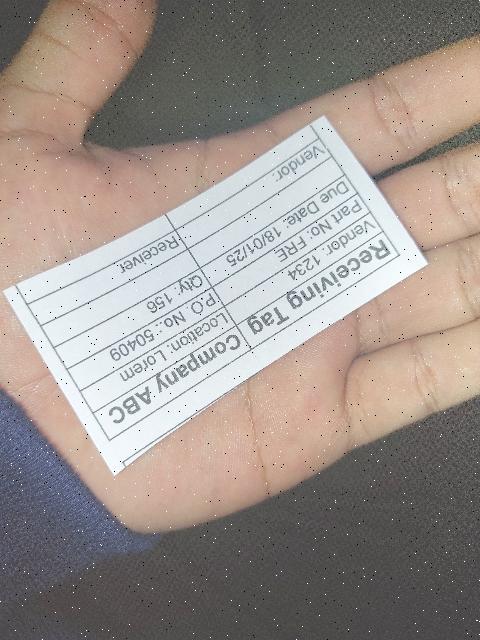 Receiving Tag Company ABC
Vendor: 1234 Location: Lorem
Part No: FRE P.O No.: 50409
Due Date: 18/01/25 Qty: 156
Vendor: Receiver